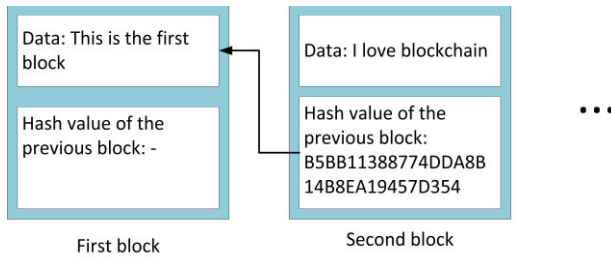 Data: This is the first
block
Hash value of the
previous block: -
First block
Data: I love blockchain
Hash value of the
previous block:
B5BB11388774DDA8B
14B8EA19457D354
Second block
...